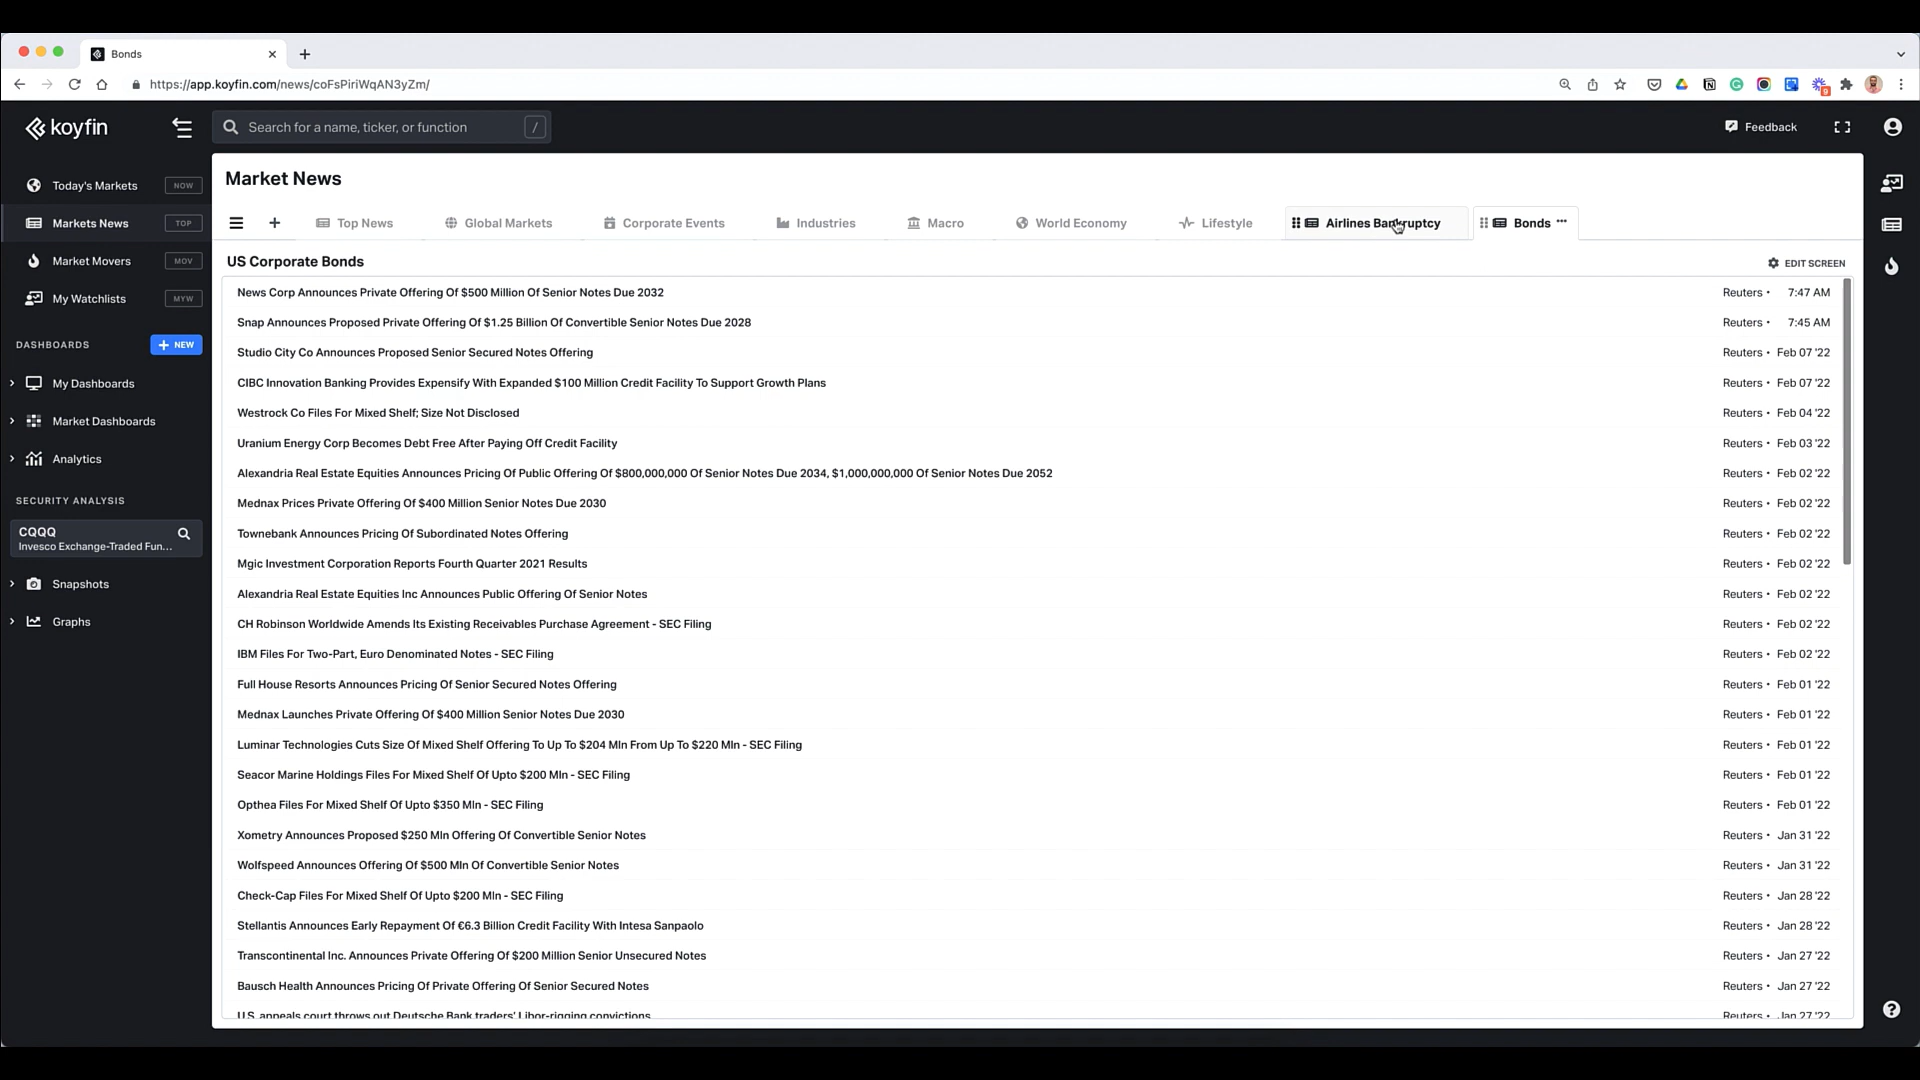 Bonds
https://app.koyfin.com/news/coFsPiriWqAN3yZm/
9
koyfin
Search for a name, ticker, or function /
Feedback
Today's Markets NOW
Markets News TOP
Market Movers MOV
My Watchlists MYW
DASHBOARDS + NEW
My Dashboards
Market Dashboards
Analytics
SECURITY ANALYSIS
CQQQ
Invesco Exchange-Traded Fun...
Snapshots
Graphs
Market News
Top News Global Markets Corporate Events Industries Macro World Economy Lifestyle Airlines Bankruptcy Bonds
US Corporate Bonds EDIT SCREEN
News Corp Announces Private Offering Of $500 Million Of Senior Notes Due 2032 Reuters • 7:47 AM
Snap Announces Proposed Private Offering Of $1.25 Billion Of Convertible Senior Notes Due 2028 Reuters • 7:45 AM
Studio City Co Announces Proposed Senior Secured Notes Offering Reuters • Feb 07 '22
CIBC Innovation Banking Provides Expensify With Expanded $100 Million Credit Facility To Support Growth Plans Reuters • Feb 07 '22
Westrock Co Files For Mixed Shelf; Size Not Disclosed Reuters • Feb 04 '22
Uranium Energy Corp Becomes Debt Free After Paying Off Credit Facility Reuters • Feb 03 '22
Alexandria Real Estate Equities Announces Pricing Of Public Offering Of $800,000,000 Of Senior Notes Due 2034, $1,000,000,000 Of Senior Notes Due 2052 Reuters • Feb 02 '22
Mednax Prices Private Offering Of $400 Million Senior Notes Due 2030 Reuters • Feb 02 '22
Townebank Announces Pricing Of Subordinated Notes Offering Reuters • Feb 02 '22
Mgic Investment Corporation Reports Fourth Quarter 2021 Results Reuters • Feb 02 '22
Alexandria Real Estate Equities Inc Announces Public Offering Of Senior Notes Reuters • Feb 02 '22
CH Robinson Worldwide Amends Its Existing Receivables Purchase Agreement - SEC Filing Reuters • Feb 02 '22
IBM Files For Two-Part, Euro Denominated Notes - SEC Filing Reuters • Feb 02 '22
Full House Resorts Announces Pricing Of Senior Secured Notes Offering Reuters • Feb 01 '22
Mednax Launches Private Offering Of $400 Million Senior Notes Due 2030 Reuters • Feb 01 '22
Luminar Technologies Cuts Size Of Mixed Shelf Offering To Up To $204 Mln From Up To $220 Mln - SEC Filing Reuters • Feb 01 '22
Seacor Marine Holdings Files For Mixed Shelf Of Upto $200 Mln - SEC Filing Reuters • Feb 01 '22
Opthea Files For Mixed Shelf Of Upto $350 Mln - SEC Filing Reuters • Feb 01 '22
Xometry Announces Proposed $250 Mln Offering Of Convertible Senior Notes Reuters • Jan 31 '22
Wolfspeed Announces Offering Of $500 Mln Of Convertible Senior Notes Reuters • Jan 31 '22
Check-Cap Files For Mixed Shelf Of Upto $200 Mln - SEC Filing Reuters • Jan 28 '22
Stellantis Announces Early Repayment Of €6.3 Billion Credit Facility With Intesa Sanpaolo Reuters • Jan 28 '22
Transcontinental Inc. Announces Private Offering Of $200 Million Senior Unsecured Notes Reuters • Jan 27 '22
Bausch Health Announces Pricing Of Private Offering Of Senior Secured Notes Reuters • Jan 27 '22
U.S. appeals court throws out Deutsche Bank traders' Libor-rigging convictions Reuters • Jan 27 '22